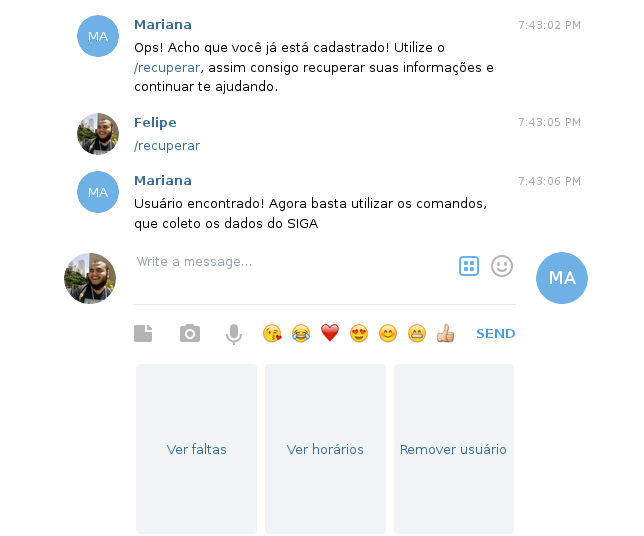 MA
Mariana 7:43:02 PM
Ops! Acho que você já está cadastrado! Utilize o
/recuperar, assim consigo recuperar suas informações e
continuar te ajudando.
Felipe 7:43:05 PM
/recuperar
MA
Mariana 7:43:06 PM
Usuário encontrado! Agora basta utilizar os comandos,
que coleto os dados do SIGA
Write a message...
MA
SEND
Ver faltas
Ver horários
Remover usuário